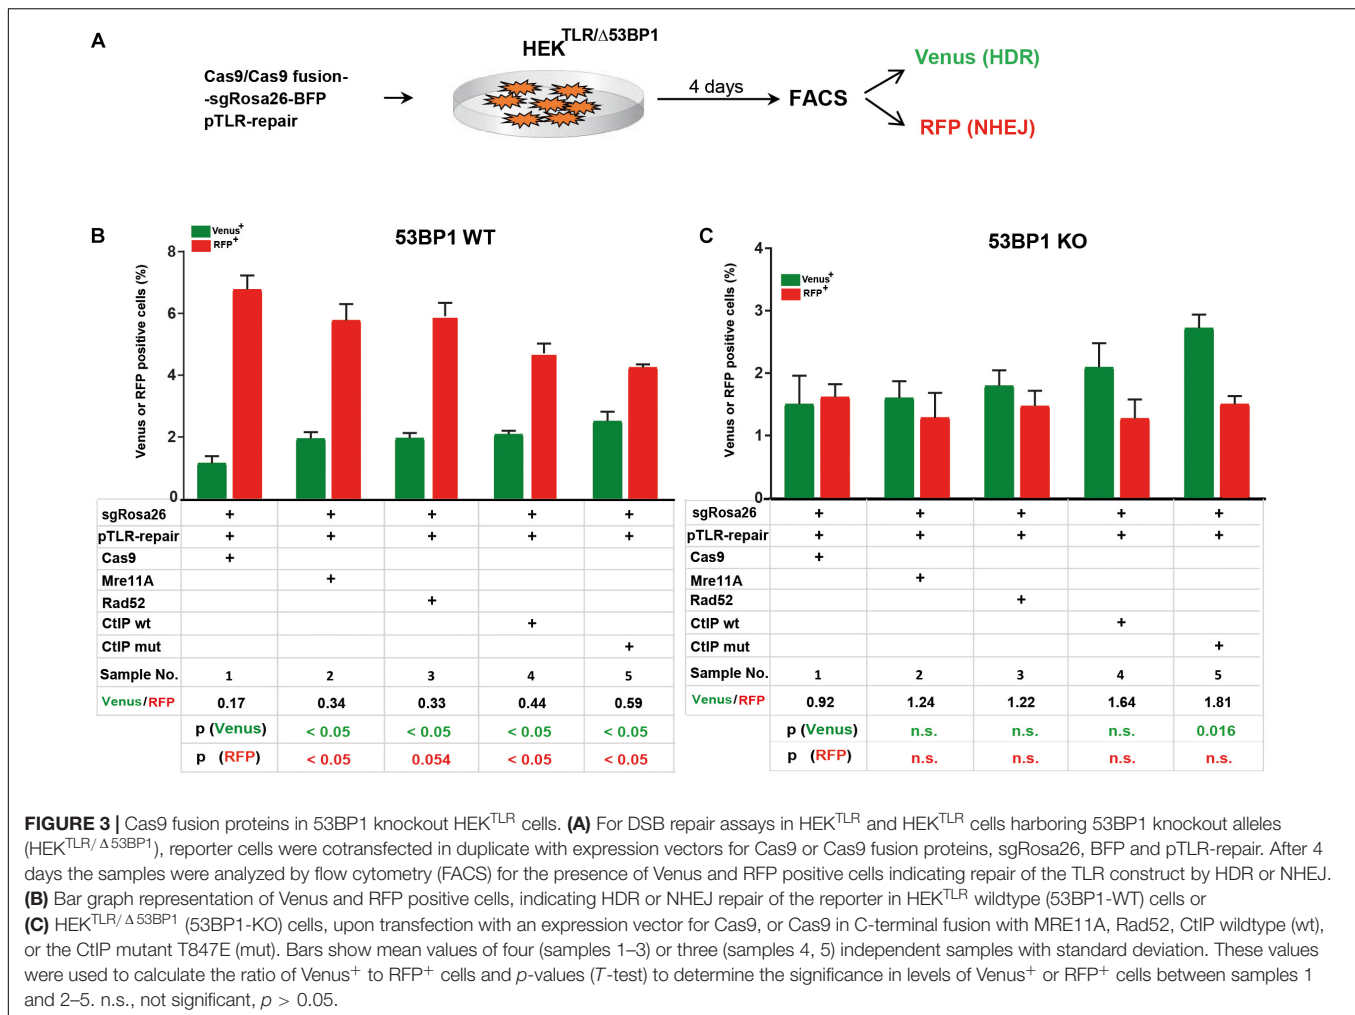 A
Cas9/Cas9 fusion-
-sgRosa26-BFP
pTLR-repair
HEK^TLR/Δ53BP1
4 days
FACS
Venus (HDR)
RFP (NHEJ)
B
Venus+
RFP+
53BP1 WT
Venus or RFP positive cells (%)
8
6
4
2
0
sgRosa26 + + + + +
pTLR-repair + + + + +
Cas9 +
Mre11A +
Rad52 +
CtIP wt +
CtIP mut +
Sample No. 1 2 3 4 5
Venus/RFP 0.17 0.34 0.33 0.44 0.59
p (Venus) < 0.05 < 0.05 < 0.05 < 0.05
p (RFP) < 0.05 0.054 < 0.05 < 0.05
C
53BP1 KO
Venus+
RFP+
Venus or RFP positive cells (%)
4
3
2
1
0
sgRosa26 + + + + +
pTLR-repair + + + + +
Cas9 +
Mre11A +
Rad52 +
CtIP wt +
CtIP mut +
Sample No. 1 2 3 4 5
Venus/RFP 0.92 1.24 1.22 1.64 1.81
p (Venus) n.s. n.s. n.s. 0.016
p (RFP) n.s. n.s. n.s. n.s.
FIGURE 3 | Cas9 fusion proteins in 53BP1 knockout HEK^TLR cells. (A) For DSB repair assays in HEK^TLR and HEK^TLR cells harboring 53BP1 knockout alleles
(HEK^TLR/Δ53BP1), reporter cells were cotransfected in duplicate with expression vectors for Cas9 or Cas9 fusion proteins, sgRosa26, BFP and pTLR-repair. After 4
days the samples were analyzed by flow cytometry (FACS) for the presence of Venus and RFP positive cells indicating repair of the TLR construct by HDR or NHEJ.
(B) Bar graph representation of Venus and RFP positive cells, indicating HDR or NHEJ repair of the reporter in HEK^TLR wildtype (53BP1-WT) cells or
(C) HEK^TLR/Δ53BP1 (53BP1-KO) cells, upon transfection with an expression vector for Cas9, or Cas9 in C-terminal fusion with MRE11A, Rad52, CtIP wildtype (wt),
or the CtIP mutant T847E (mut). Bars show mean values of four (samples 1–3) or three (samples 4, 5) independent samples with standard deviation. These values
were used to calculate the ratio of Venus+ to RFP+ cells and p-values (T-test) to determine the significance in levels of Venus+ or RFP+ cells between samples 1
and 2–5. n.s., not significant, p > 0.05.